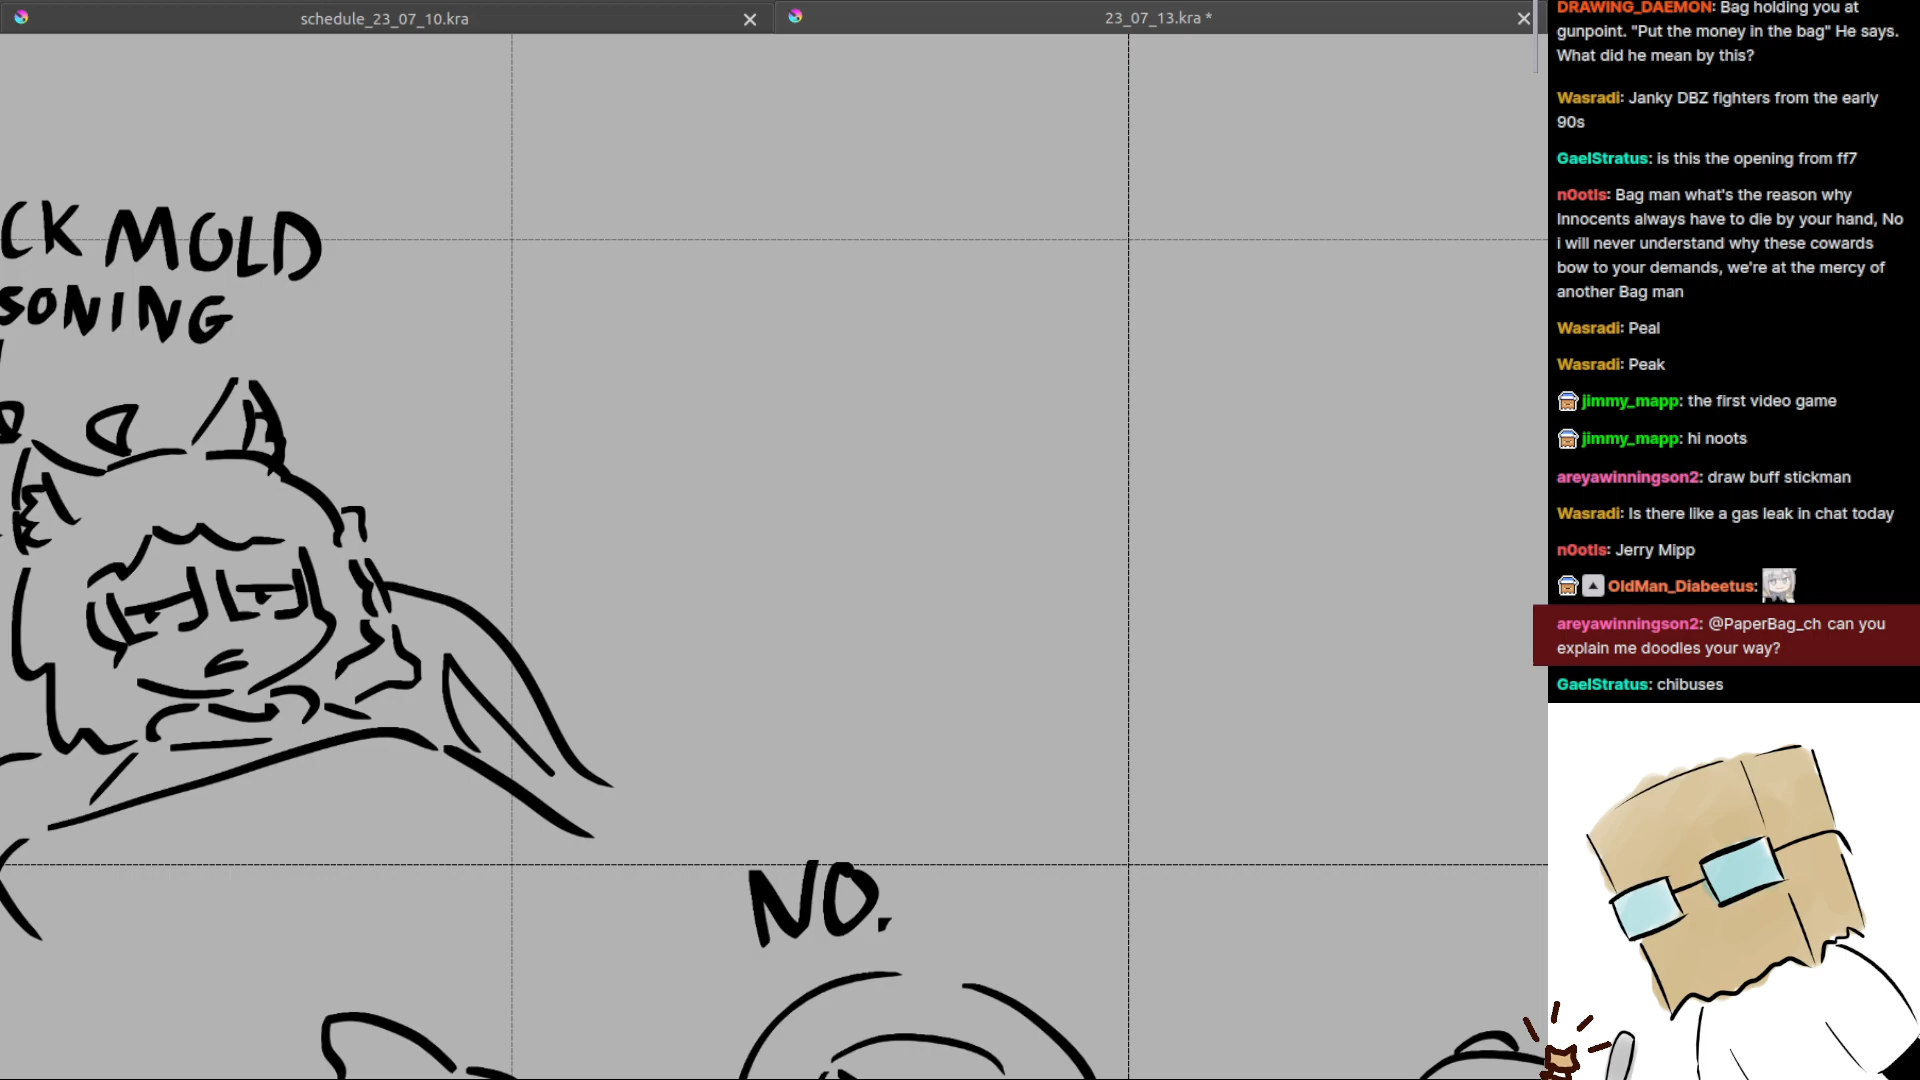 schedule_23_07_10.kra
23_07_13.kra *
CK MOLD
SONING
NO.
DRAWING_DAEMON: Bag holding you at
gunpoint. "Put the money in the bag" He says.
What did he mean by this?
Wasradi: Janky DBZ fighters from the early
90s
GaelStratus: is this the opening from ff7
n0otls: Bag man what's the reason why
Innocents always have to die by your hand, No
i will never understand why these cowards
bow to your demands, we're at the mercy of
another Bag man
Wasradi: Peal
Wasradi: Peak
jimmy_mapp: the first video game
jimmy_mapp: hi noots
areyawinningson2: draw buff stickman
Wasradi: Is there like a gas leak in chat today
n0otls: Jerry Mipp
OldMan_Diabeetus:
areyawinningson2: @PaperBag_ch can you
explain me doodles your way?
GaelStratus: chibuses